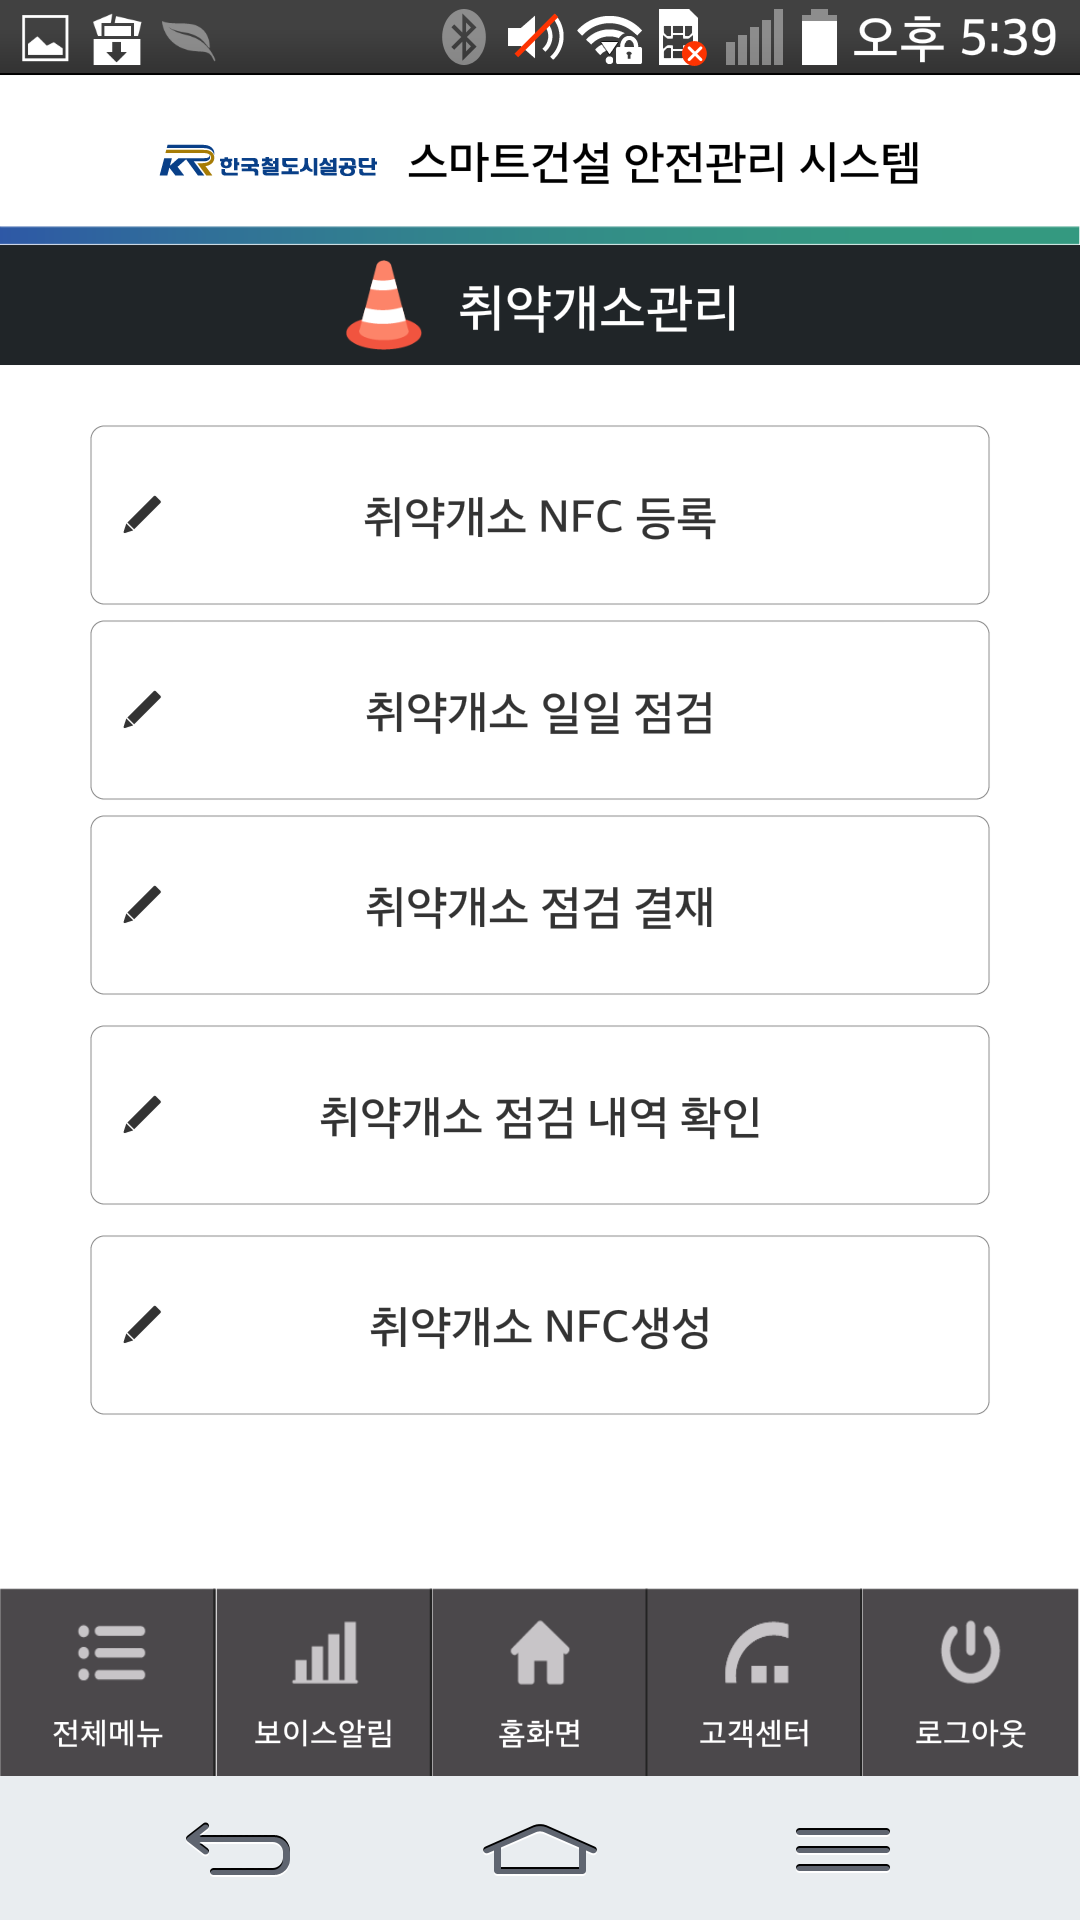 오후 5:39
KR 한국철도시설공단 스마트건설 안전관리 시스템
취약개소관리
취약개소 NFC 등록
취약개소 일일 점검
취약개소 점검 결재
취약개소 점검 내역 확인
취약개소 NFC생성
전체메뉴 보이스알림 홈화면 고객센터 로그아웃